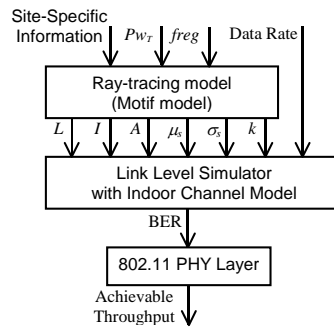 Site-Specific
Information
Pw_T
freg
Data Rate
Ray-tracing model
(Motif model)
L I A μ_s σ_s k
Link Level Simulator
with Indoor Channel Model
BER
802.11 PHY Layer
Achievable
Throughput